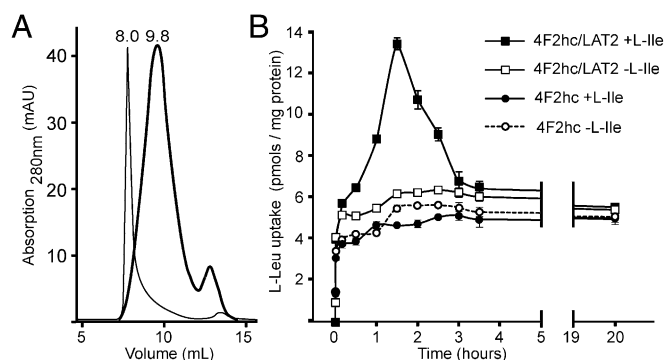 A
8.0 9.8
40
30
20
10
Absorption 280nm (mAU)
5 10 15
Volume (mL)
B
14
12
10
8
6
4
2
L-Leu uptake (pmols / mg protein)
0 1 2 3 4 5 19 20
Time (hours)
4F2hc/LAT2 +L-Ile
4F2hc/LAT2 -L-Ile
4F2hc +L-Ile
4F2hc -L-Ile